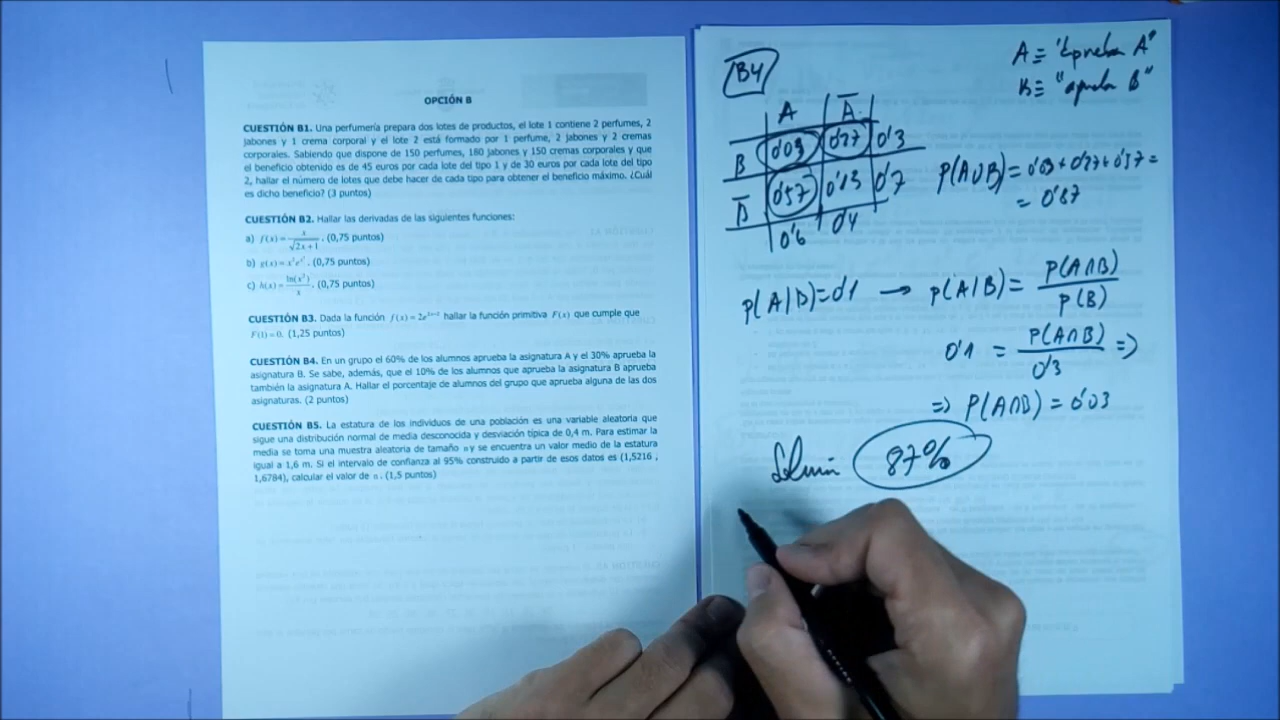 OPCIÓN B
CUESTIÓN B1. Una perfumería prepara dos lotes de productos, el lote 1 contiene 2 perfumes, 2
jabones y 1 crema corporal y el lote 2 está formado por 1 perfume, 2 jabones y 2 cremas
corporales. Sabiendo que dispone de 150 perfumes, 180 jabones y 150 cremas corporales y que
el beneficio obtenido es de 45 euros por cada lote del tipo 1 y de 30 euros por cada lote del tipo
2, hallar el número de lotes que debe hacer de cada tipo para obtener el beneficio máximo. ¿Cuál
es dicho beneficio? (3 puntos)
CUESTIÓN B2. Hallar las derivadas de las siguientes funciones:
a) f(x) = x / √(2x+1) . (0,75 puntos)
b) . (0,75 puntos)
c) h(x) = ln(x²) / x . (0,75 puntos)
CUESTIÓN B3. Dada la función hallar la función primitiva F(x) que cumple que
F(1) = 0. (1,25 puntos)
CUESTIÓN B4. En un grupo el 60% de los alumnos aprueba la asignatura A y el 30% aprueba la
asignatura B. Se sabe, además, que el 10% de los alumnos que aprueba la asignatura B aprueba
también la asignatura A. Hallar el porcentaje de alumnos del grupo que aprueba alguna de las dos
asignaturas. (2 puntos)
CUESTIÓN B5. La estatura de los individuos de una población es una variable aleatoria que
sigue una distribución normal de media desconocida y desviación típica de 0,4 m. Para estimar la
media se toma una muestra aleatoria de tamaño n y se encuentra un valor medio de la estatura
igual a 1,6 m. Si el intervalo de confianza al 95% construido a partir de esos datos es (1,5216 ,
1,6784), calcular el valor de n . (1,5 puntos)
B4
A ≡ "aprueba A"
B ≡ "aprueba B"
A Ā
B 0'03 0'27 0'3
B̄ 0'57 0'13 0'7
0'6 0'4
P(A∪B) = 0'03 + 0'27 + 0'57 =
= 0'87
P(A|B) = 0'1 → P(A|B) = P(A∩B) / P(B)
0'1 = P(A∩B) / 0'3 ⇒
⇒ P(A∩B) = 0'03
Solución 87%